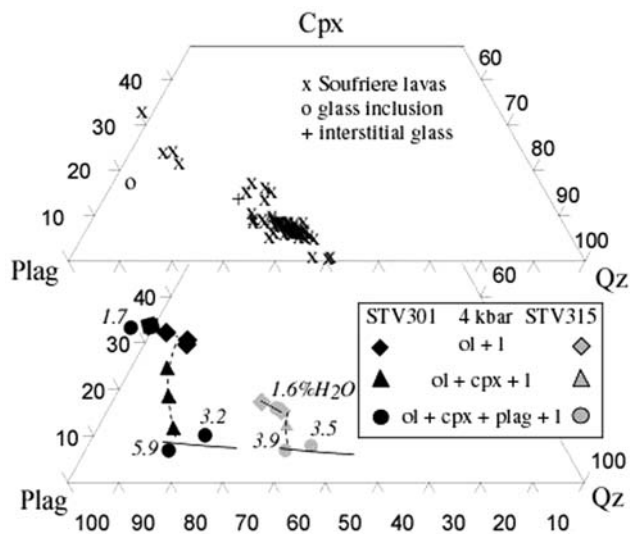 Cpx
60
40
x Soufriere lavas
70
30
o glass inclusion
80
20
+ interstitial glass
90
10
100
Plag Qz
60
40
1.7
STV301 4 kbar STV315
30
ol + l
20
1.6%H2O
ol + cpx + l
3.2
ol + cpx + plag + l
10
3.5
5.9
3.9
100
Plag Qz
100 90 80 70 60 50 40 30 20 10